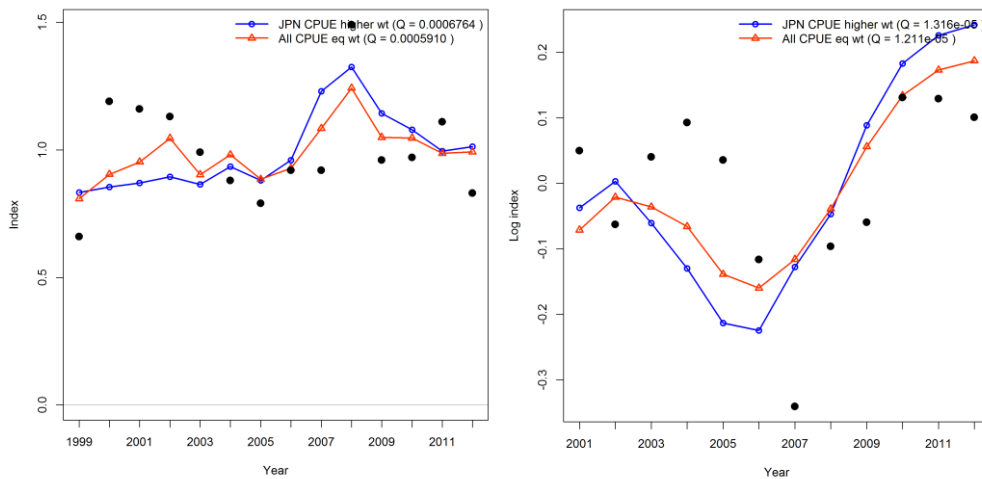 JPN CPUE higher wt (Q = 0.0006764 )
All CPUE eq wt (Q = 0.0005910 )
Index
1.5
1.0
0.5
0.0
1999 2001 2003 2005 2007 2009 2011
Year
JPN CPUE higher wt (Q = 1.316e-05 )
All CPUE eq wt (Q = 1.211e-05 )
Log index
0.2
0.1
0.0
-0.1
-0.2
-0.3
2001 2003 2005 2007 2009 2011
Year